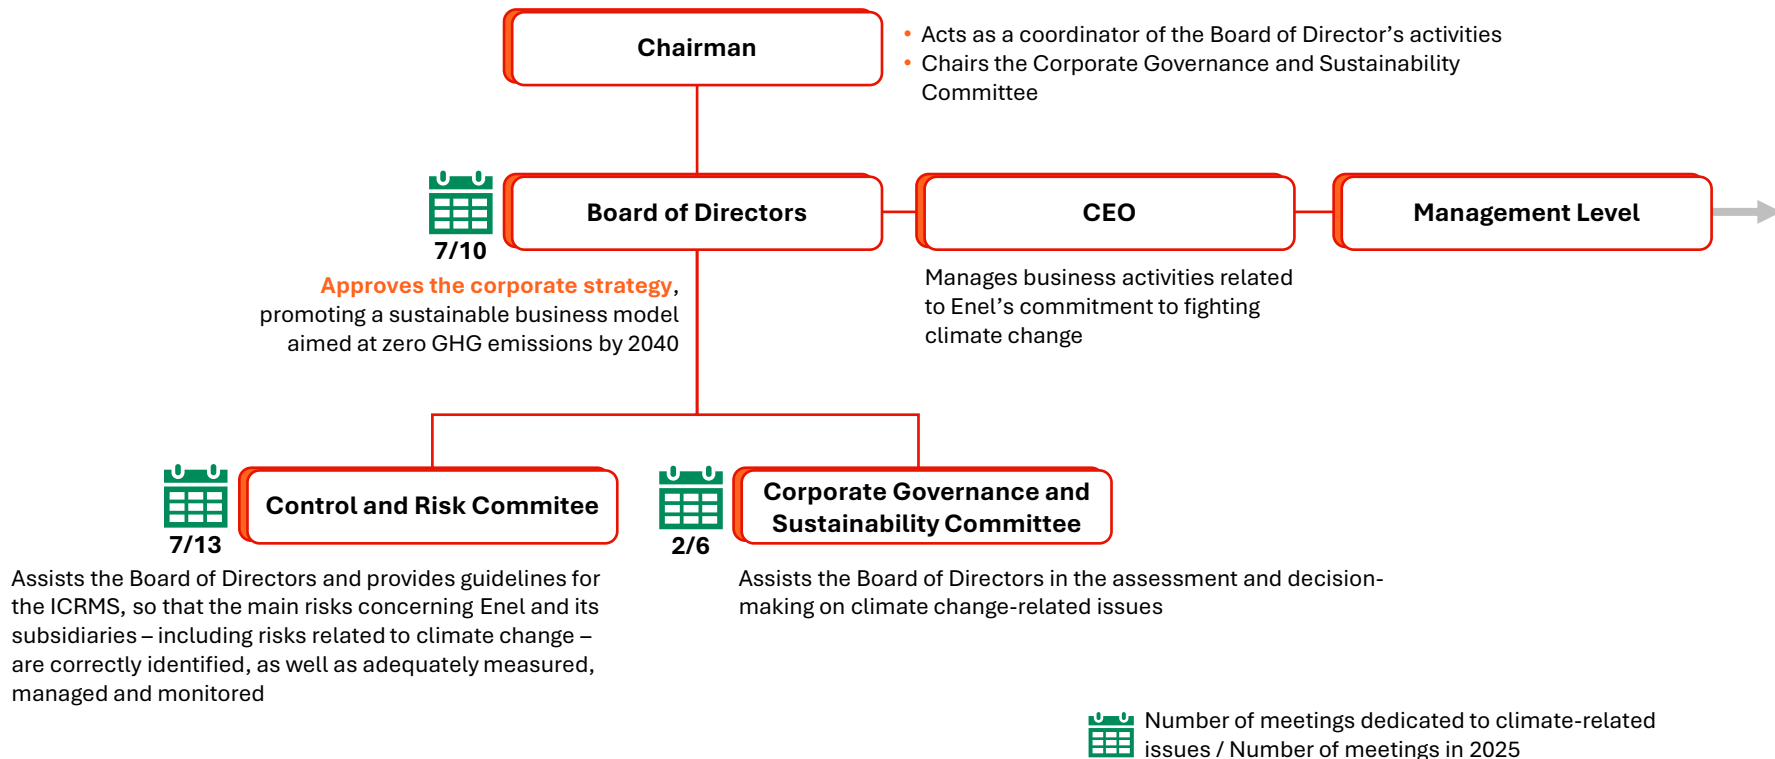 Chairman
• Acts as a coordinator of the Board of Director’s activities
• Chairs the Corporate Governance and Sustainability
Committee
7/10
Board of Directors
CEO
Management Level
Approves the corporate strategy,
promoting a sustainable business model
aimed at zero GHG emissions by 2040
Manages business activities related
to Enel’s commitment to fighting
climate change
7/13
Control and Risk Commitee
2/6
Corporate Governance and
Sustainability Committee
Assists the Board of Directors and provides guidelines for
the ICRMS, so that the main risks concerning Enel and its
subsidiaries – including risks related to climate change –
are correctly identified, as well as adequately measured,
managed and monitored
Assists the Board of Directors in the assessment and decision-
making on climate change-related issues
Number of meetings dedicated to climate-related
issues / Number of meetings in 2025